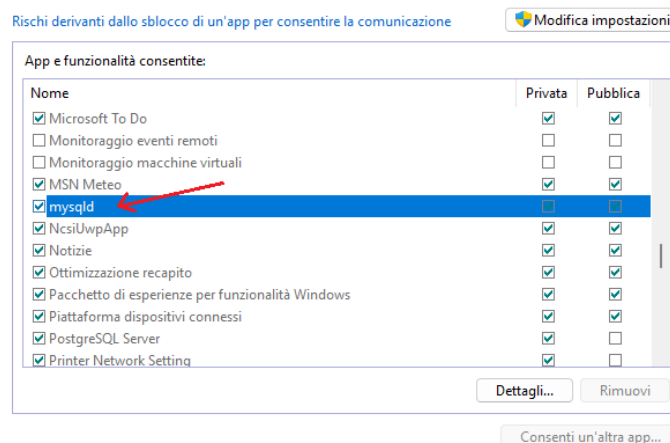 Rischi derivanti dallo sblocco di un'app per consentire la comunicazione Modifica impostazioni
App e funzionalità consentite:
Nome Privata Pubblica
Microsoft To Do
Monitoraggio eventi remoti
Monitoraggio macchine virtuali
MSN Meteo
mysqld
NcsiUwpApp
Notizie
Ottimizzazione recapito
Pacchetto di esperienze per funzionalità Windows
Piattaforma dispositivi connessi
PostgreSQL Server
Printer Network Setting
Dettagli... Rimuovi
Consenti un'altra app...